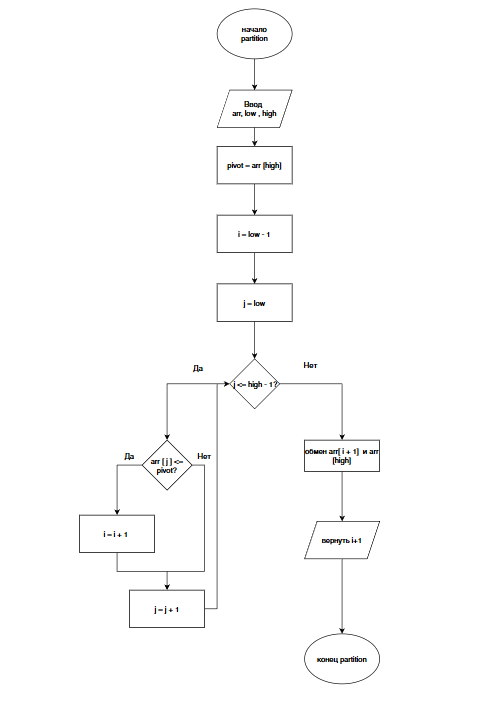 начало
partition
Ввод
arr, low , high
pivot = arr [high]
i = low - 1
j = low
Да
j <= high - 1?
Нет
Да
arr [ j ] <=
pivot?
Нет
обмен arr[ i + 1]  и arr
[high]
i = i + 1
вернуть i+1
j = j + 1
конец partition